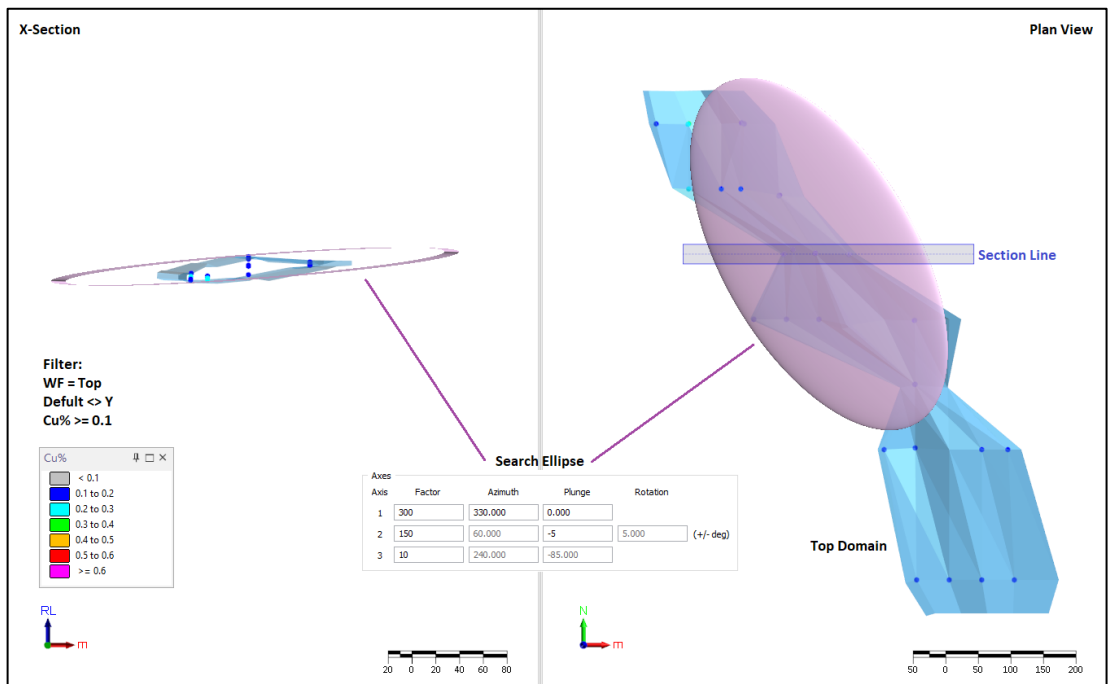 X-Section
Plan View
Section Line
Filter:
WF = Top
Defult <> Y
Cu% >= 0.1
Cu%
< 0.1
0.1 to 0.2
0.2 to 0.3
0.3 to 0.4
0.4 to 0.5
0.5 to 0.6
>= 0.6
Search Ellipse
Axes
Axis Factor Azimuth Plunge Rotation
1 300 330.000 0.000
2 150 60.000 -5 5.000 (+/- deg)
3 10 240.000 -85.000
Top Domain
RL
m
20 0 20 40 60 80
N
m
50 0 50 100 150 200